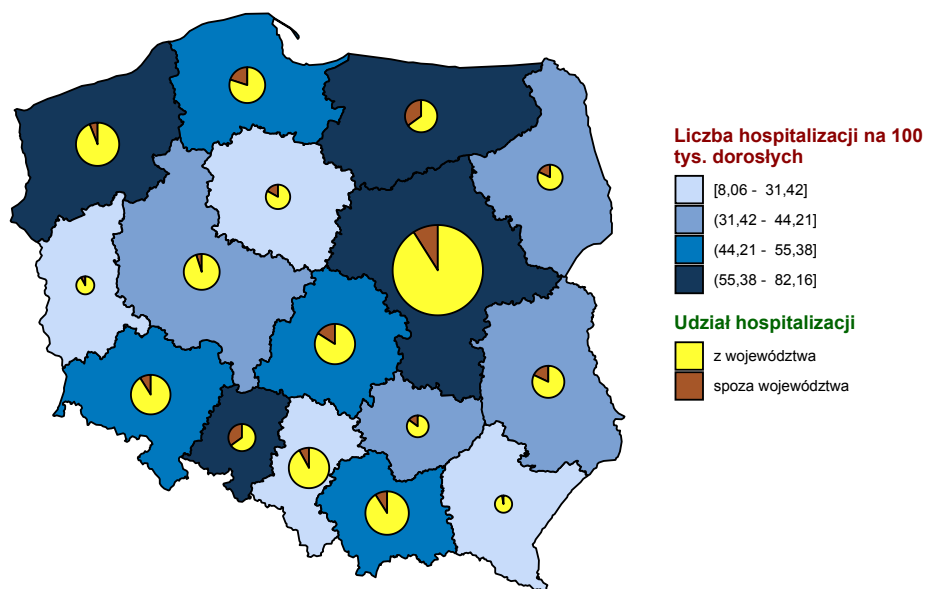 Liczba hospitalizacji na 100
tys. dorosłych
[8,06 - 31,42]
(31,42 - 44,21]
(44,21 - 55,38]
(55,38 - 82,16]
Udział hospitalizacji
z województwa
spoza województwa